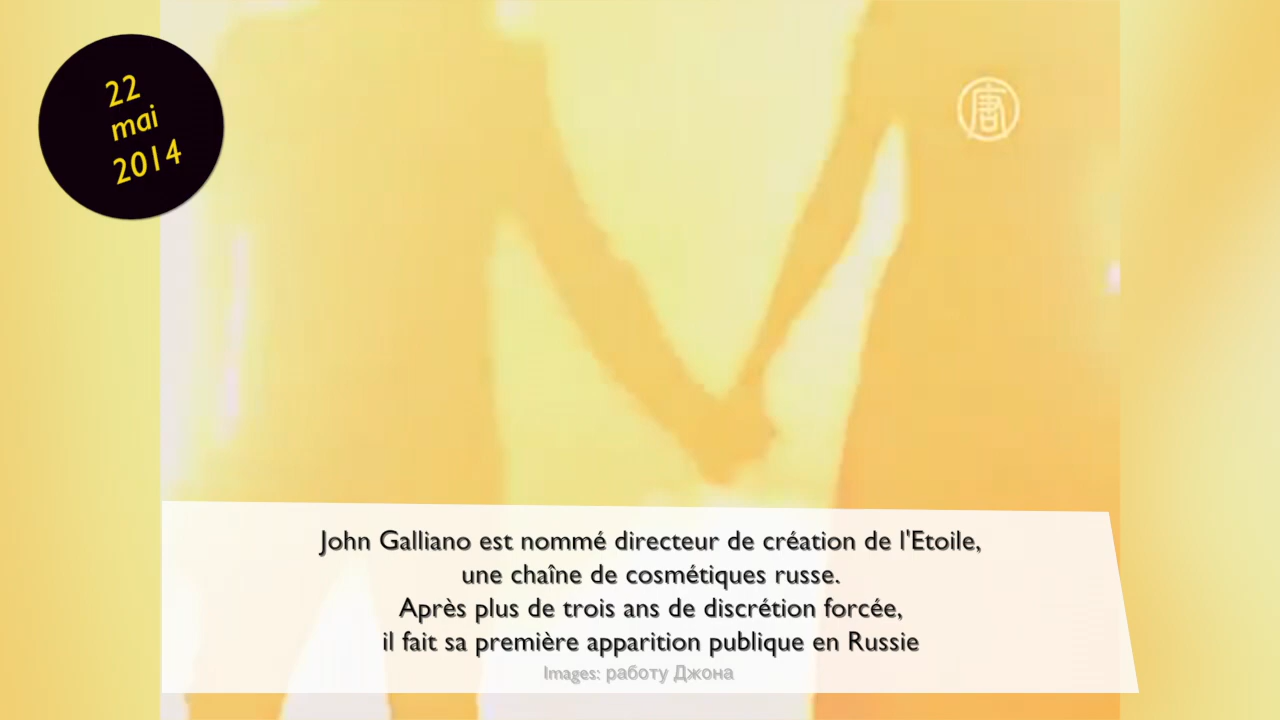 22
mai
2014
唐
John Galliano est nommé directeur de création de l'Etoile,
une chaîne de cosmétiques russe.
Après plus de trois ans de discrétion forcée,
il fait sa première apparition publique en Russie
Images: работу Джона